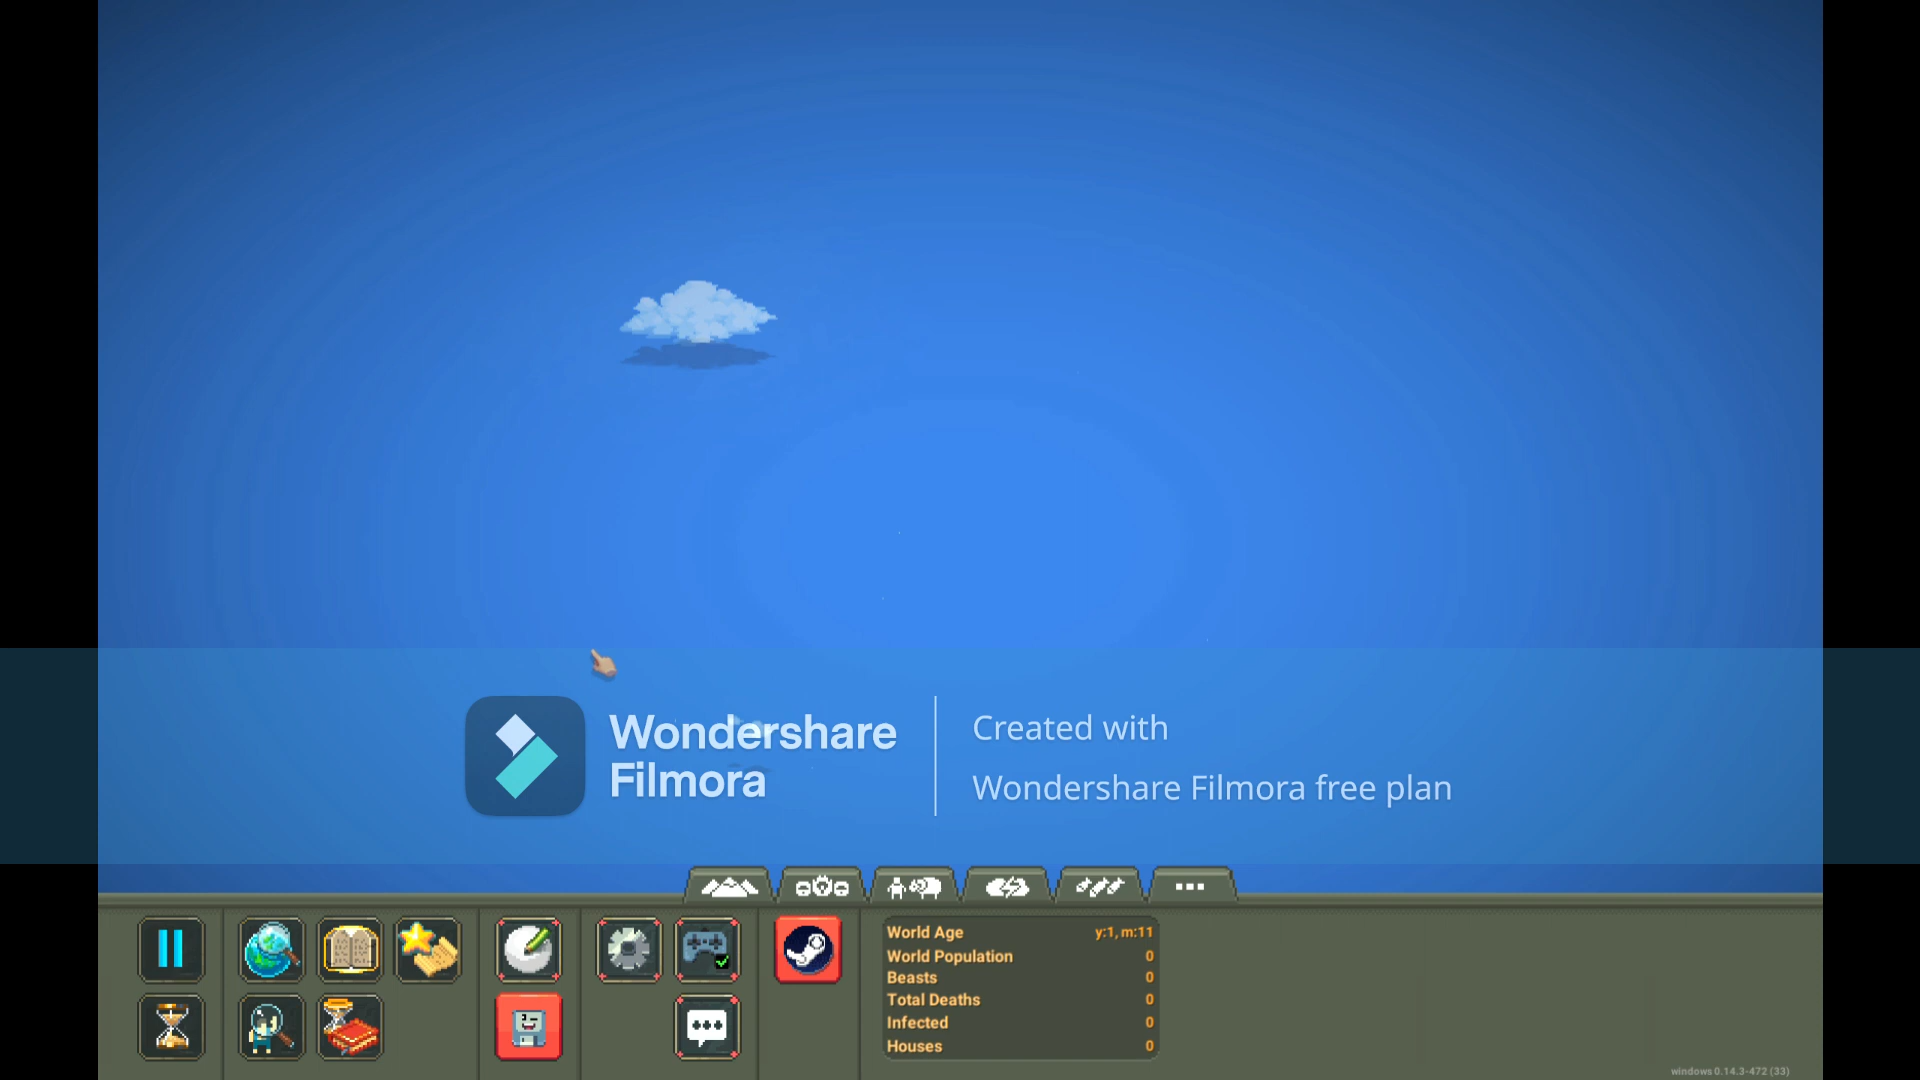 Wondershare
Filmora
Created with
Wondershare Filmora free plan
World Age y:1, m:11
World Population 0
Beasts 0
Total Deaths 0
Infected 0
Houses 0
windows 0.14.3-472 (33)